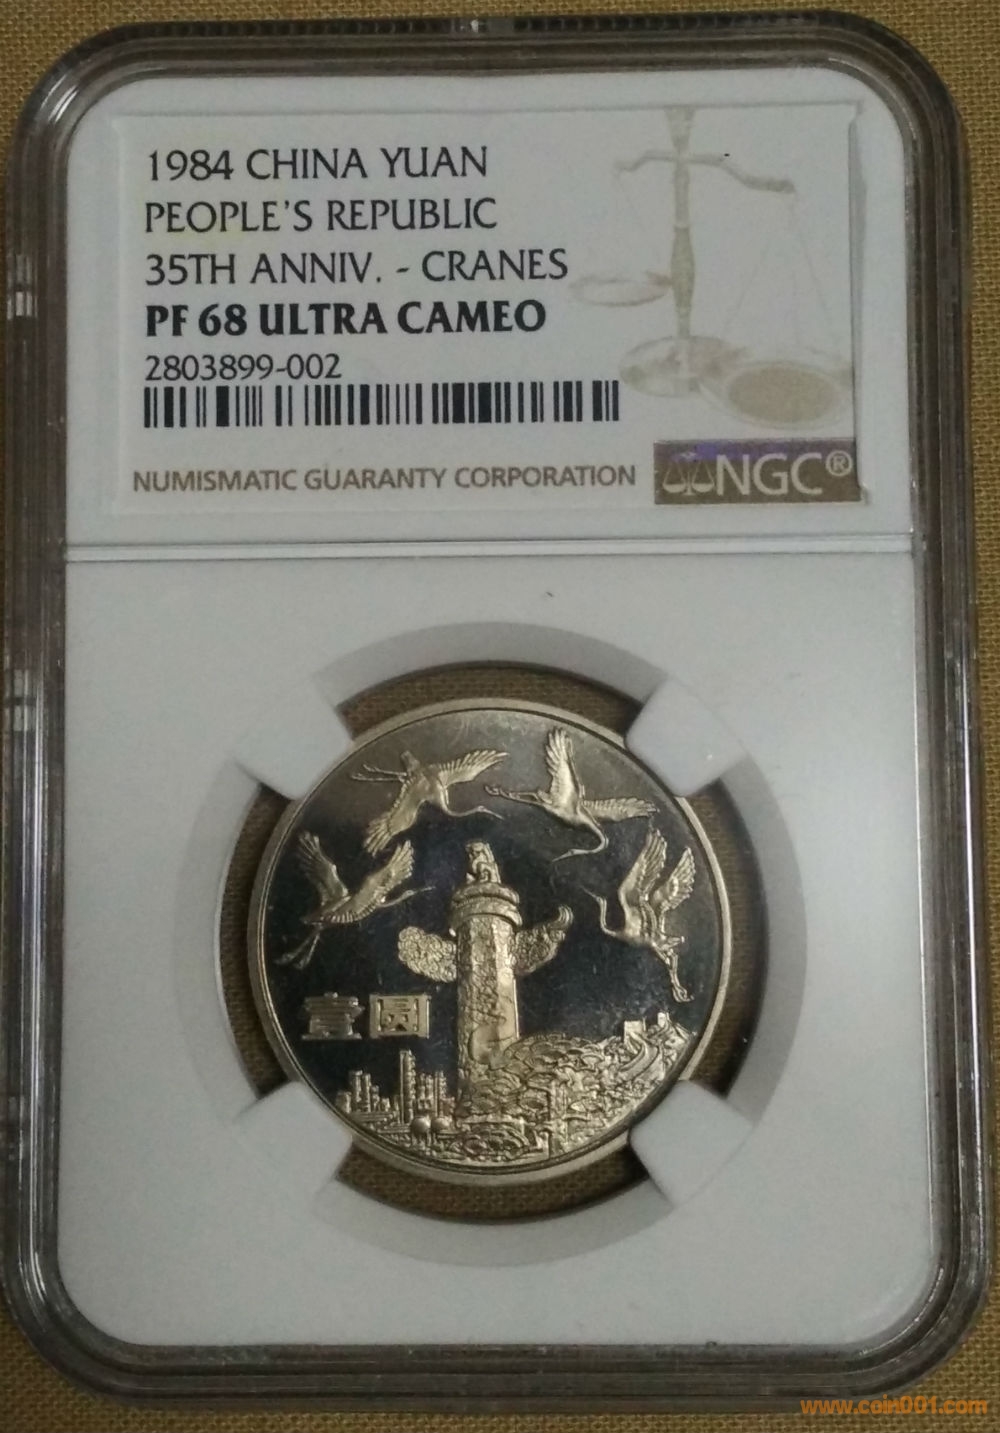 1984 CHINA YUAN
PEOPLE'S REPUBLIC
35TH ANNIV. - CRANES
PF 68 ULTRA CAMEO
2803899-002
NUMISMATIC GUARANTY CORPORATION
NGC®
壹圆
www.coin001.com